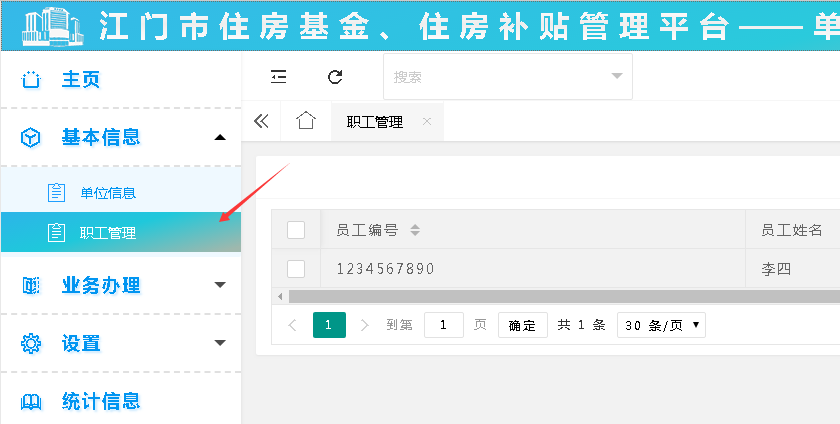 江门市住房基金、住房补贴管理平台——单
主页
搜索
基本信息
职工管理
单位信息
职工管理
员工编号 员工姓名
1234567890 李四
业务办理
1 到第 1 页 确定 共 1 条 30 条/页
设置
统计信息